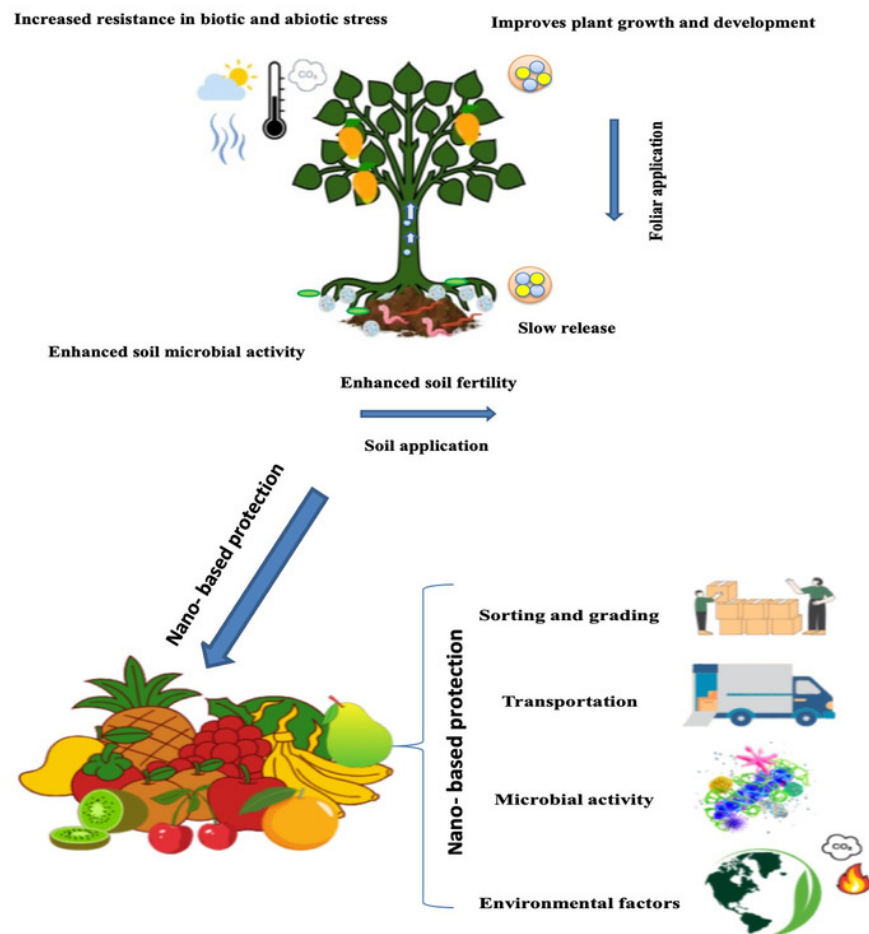 Increased resistance in biotic and abiotic stress
Improves plant growth and development
CO₂
Foliar application
Slow release
Enhanced soil microbial activity
Enhanced soil fertility
Soil application
Nano- based protection
Nano- based protection
Sorting and grading
Transportation
Microbial activity
CO₂
Environmental factors